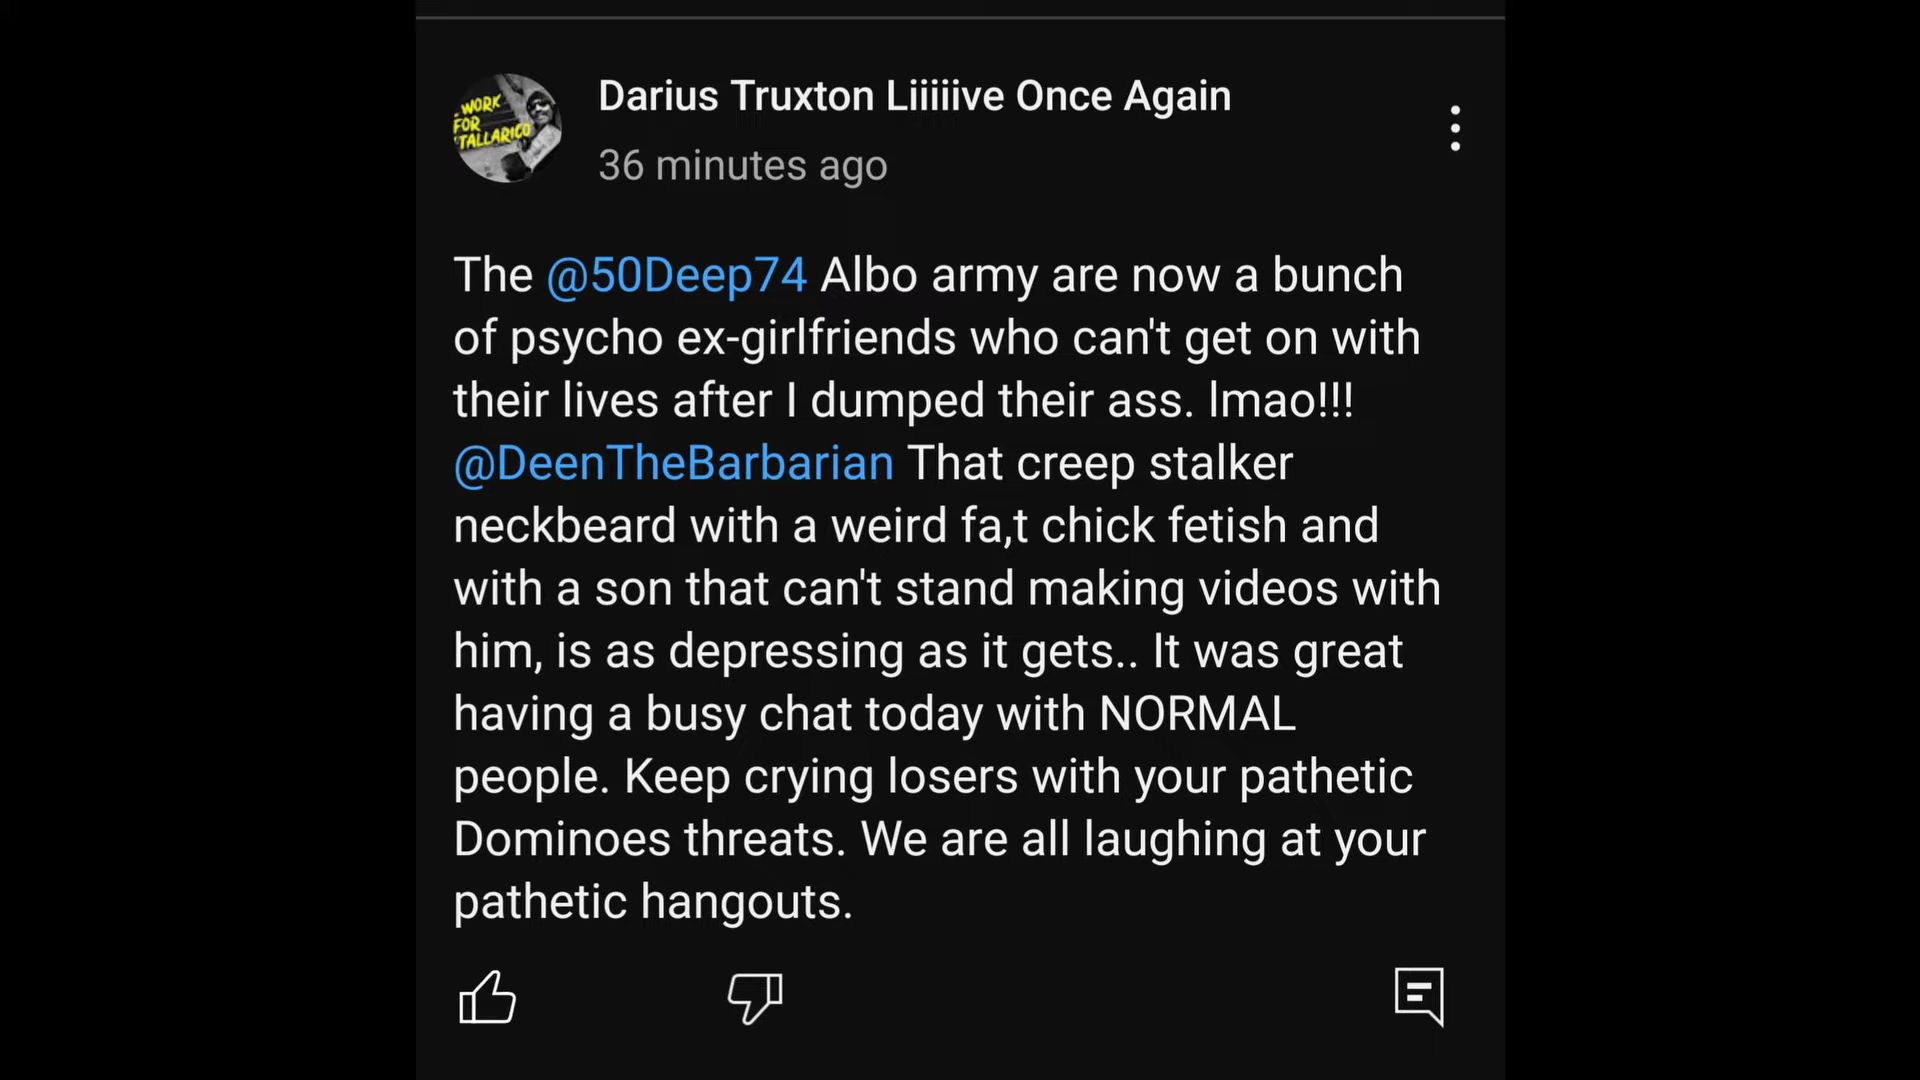 WORK
FOR
TALLARICO
Darius Truxton Liiiiive Once Again
36 minutes ago
The @50Deep74 Albo army are now a bunch
of psycho ex-girlfriends who can't get on with
their lives after I dumped their ass. lmao!!!
@DeenTheBarbarian That creep stalker
neckbeard with a weird fa,t chick fetish and
with a son that can't stand making videos with
him, is as depressing as it gets.. It was great
having a busy chat today with NORMAL
people. Keep crying losers with your pathetic
Dominoes threats. We are all laughing at your
pathetic hangouts.